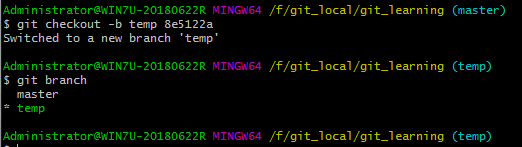 Administrator@WIN7U-20180622R MINGW64 /f/git_local/git_learning (master)
$ git checkout -b temp 8e5122a
Switched to a new branch 'temp'
Administrator@WIN7U-20180622R MINGW64 /f/git_local/git_learning (temp)
$ git branch
  master
* temp
Administrator@WIN7U-20180622R MINGW64 /f/git_local/git_learning (temp)